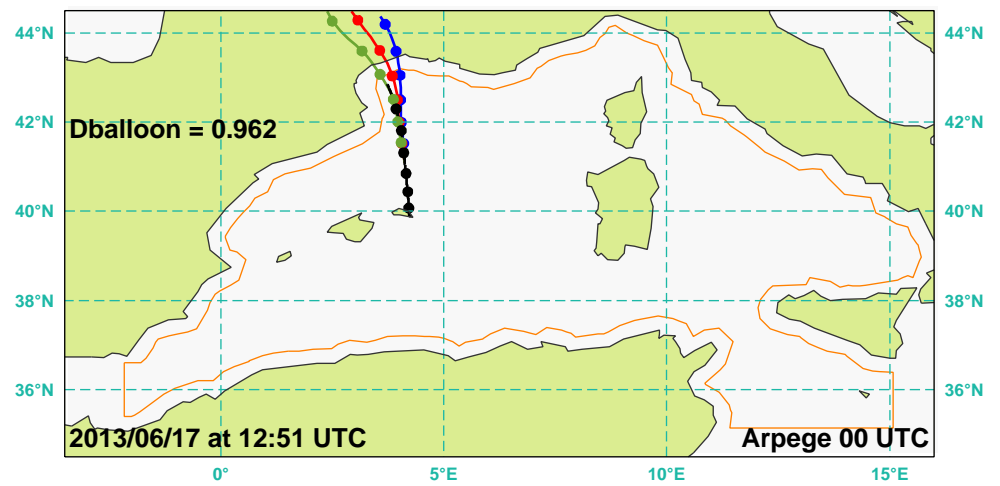 44°N 44°N
Dballoon = 0.962
42°N 42°N
40°N 40°N
38°N 38°N
36°N 36°N
2013/06/17 at 12:51 UTC Arpege 00 UTC
0° 5°E 10°E 15°E